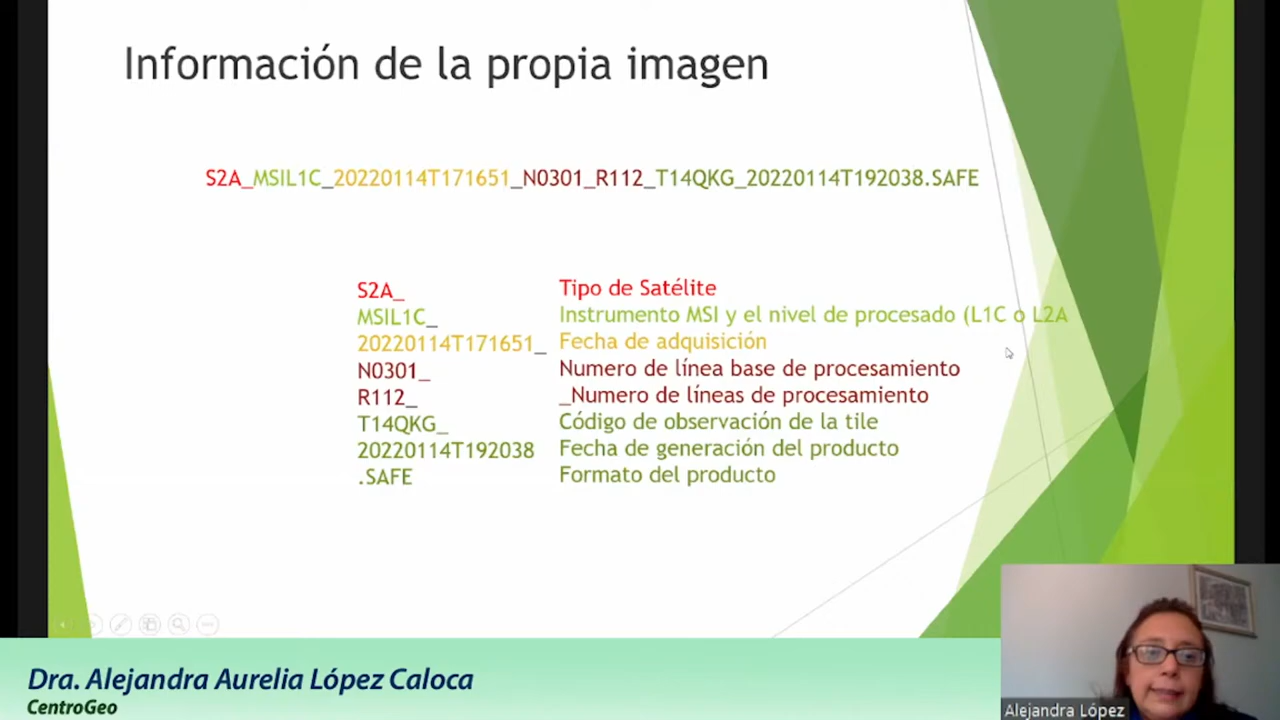 Información de la propia imagen
S2A_MSIL1C_20220114T171651_N0301_R112_T14QKG_20220114T192038.SAFE
S2A_ Tipo de Satélite
MSIL1C_ Instrumento MSI y el nivel de procesado (L1C o L2A
20220114T171651_ Fecha de adquisición
N0301_ Numero de línea base de procesamiento
R112_ _Numero de líneas de procesamiento
T14QKG_ Código de observación de la tile
20220114T192038 Fecha de generación del producto
.SAFE Formato del producto
Dra. Alejandra Aurelia López Caloca
CentroGeo
Alejandra López